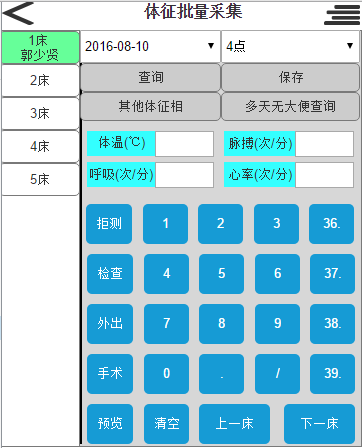 体征批量采集
1床
郭少贤
2床
3床
4床
5床
2016-08-10 4点
查询 保存
其他体征相 多天无大便查询
体温(℃) 脉搏(次/分)
呼吸(次/分) 心率(次/分)
拒测 1 2 3 36.
检查 4 5 6 37.
外出 7 8 9 38.
手术 0 . / 39.
预览 清空 上一床 下一床